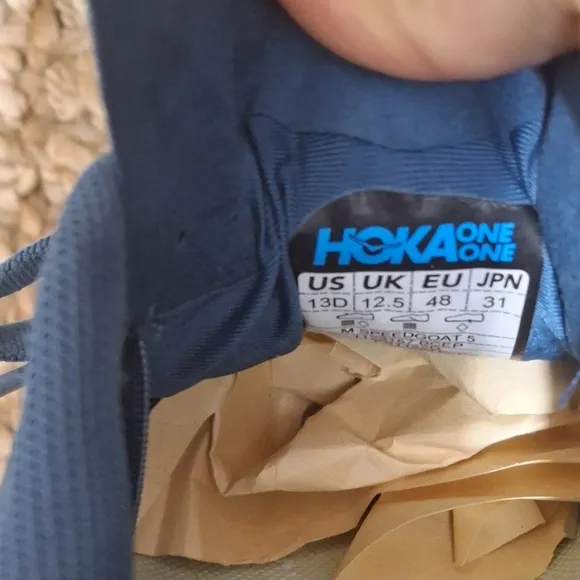 HOKA ONE ONE
US UK EU JPN
13D 12.5 48 31
M SPEEDGOAT 5